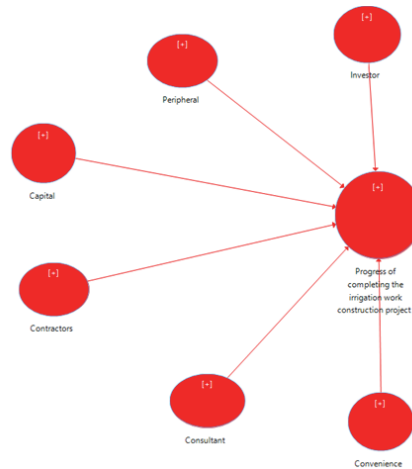 [+]
Investor
[+]
Peripheral
[+]
Capital
[+]
Progress of
completing the
irrigation work
construction project
[+]
Contractors
[+]
Consultant
[+]
Convenience